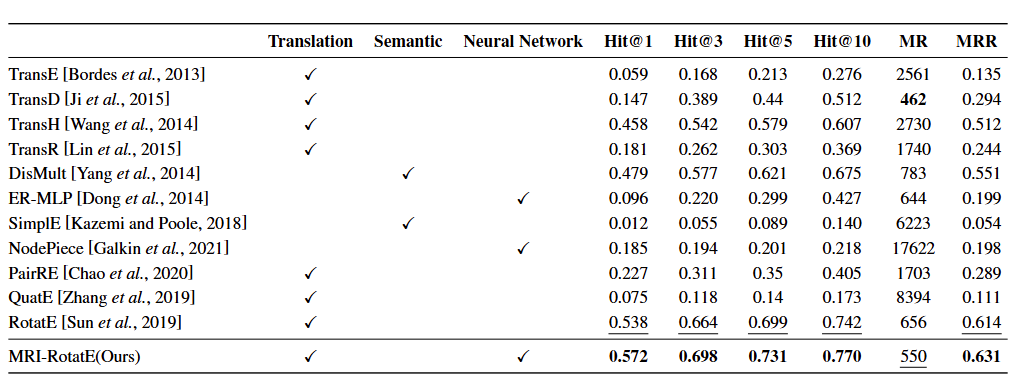 Translation Semantic Neural Network Hit@1 Hit@3 Hit@5 Hit@10 MR MRR
TransE [Bordes et al., 2013] ✓ 0.059 0.168 0.213 0.276 2561 0.135
TransD [Ji et al., 2015] ✓ 0.147 0.389 0.44 0.512 462 0.294
TransH [Wang et al., 2014] ✓ 0.458 0.542 0.579 0.607 2730 0.512
TransR [Lin et al., 2015] ✓ 0.181 0.262 0.303 0.369 1740 0.244
DisMult [Yang et al., 2014] ✓ 0.479 0.577 0.621 0.675 783 0.551
ER-MLP [Dong et al., 2014] ✓ 0.096 0.220 0.299 0.427 644 0.199
SimplE [Kazemi and Poole, 2018] ✓ 0.012 0.055 0.089 0.140 6223 0.054
NodePiece [Galkin et al., 2021] ✓ 0.185 0.194 0.201 0.218 17622 0.198
PairRE [Chao et al., 2020] ✓ 0.227 0.311 0.35 0.405 1703 0.289
QuatE [Zhang et al., 2019] ✓ 0.075 0.118 0.14 0.173 8394 0.111
RotatE [Sun et al., 2019] ✓ 0.538 0.664 0.699 0.742 656 0.614
MRI-RotatE(Ours) ✓ ✓ 0.572 0.698 0.731 0.770 550 0.631